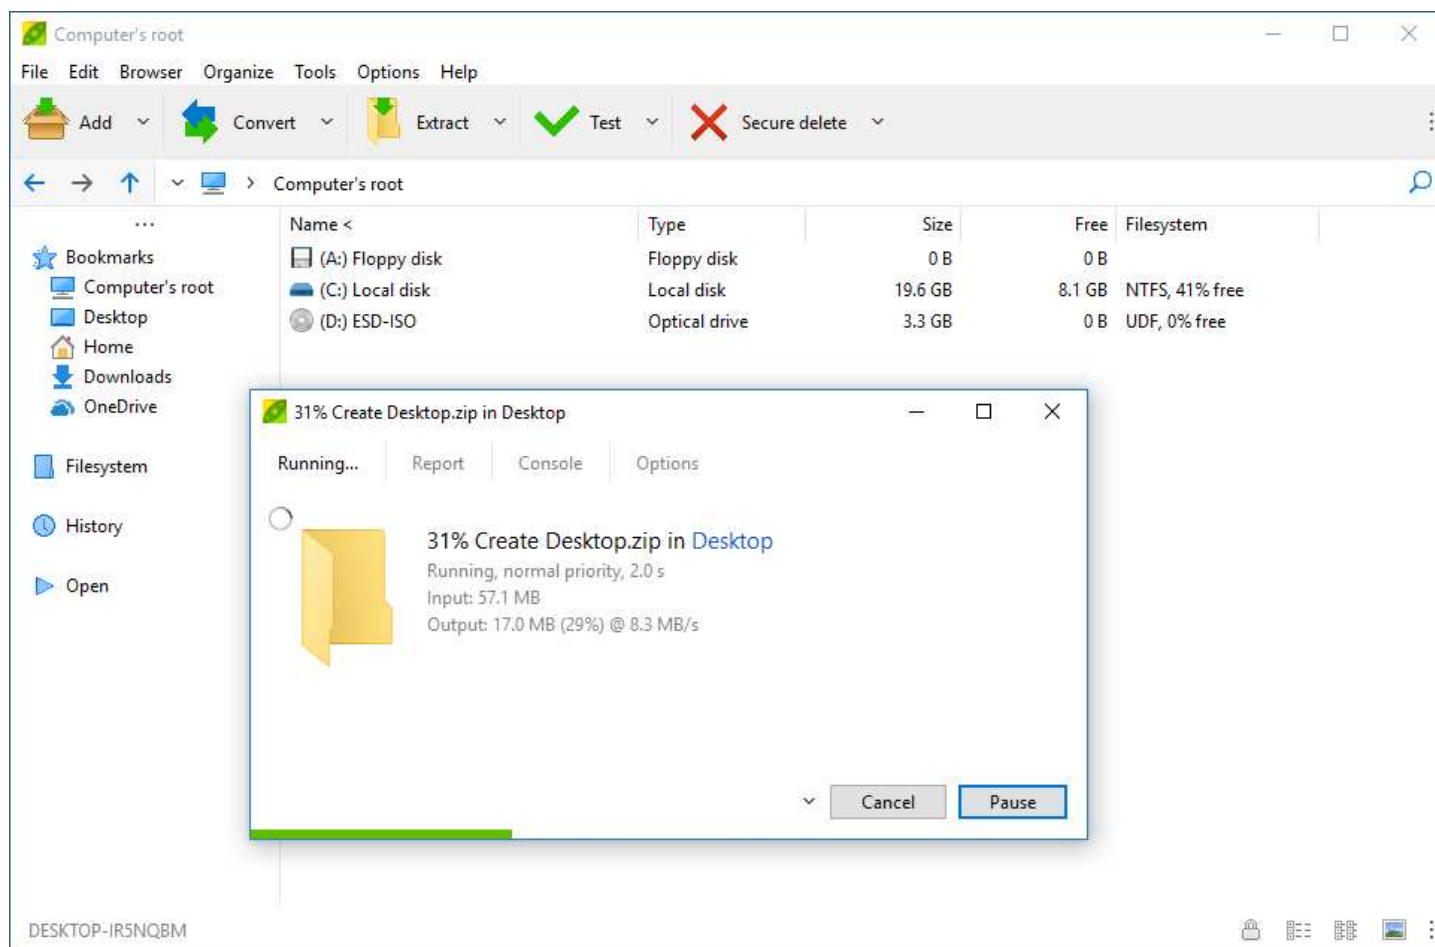 Computer's root
File Edit Browser Organize Tools Options Help
Add Convert Extract Test Secure delete
Computer's root
... Name < Type Size Free Filesystem
Bookmarks (A:) Floppy disk Floppy disk 0 B 0 B
Computer's root (C:) Local disk Local disk 19.6 GB 8.1 GB NTFS, 41% free
Desktop (D:) ESD-ISO Optical drive 3.3 GB 0 B UDF, 0% free
Home
Downloads
OneDrive
Filesystem
History
Open
31% Create Desktop.zip in Desktop
Running... Report Console Options
31% Create Desktop.zip in Desktop
Running, normal priority, 2.0 s
Input: 57.1 MB
Output: 17.0 MB (29%) @ 8.3 MB/s
Cancel Pause
DESKTOP-IR5NQBM